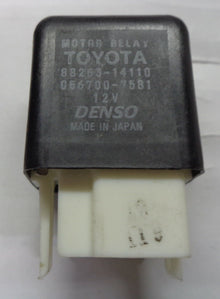 MOTOR RELAY
TOYOTA
88263-14110
056700-7581
12V
DENSO
MADE IN JAPAN